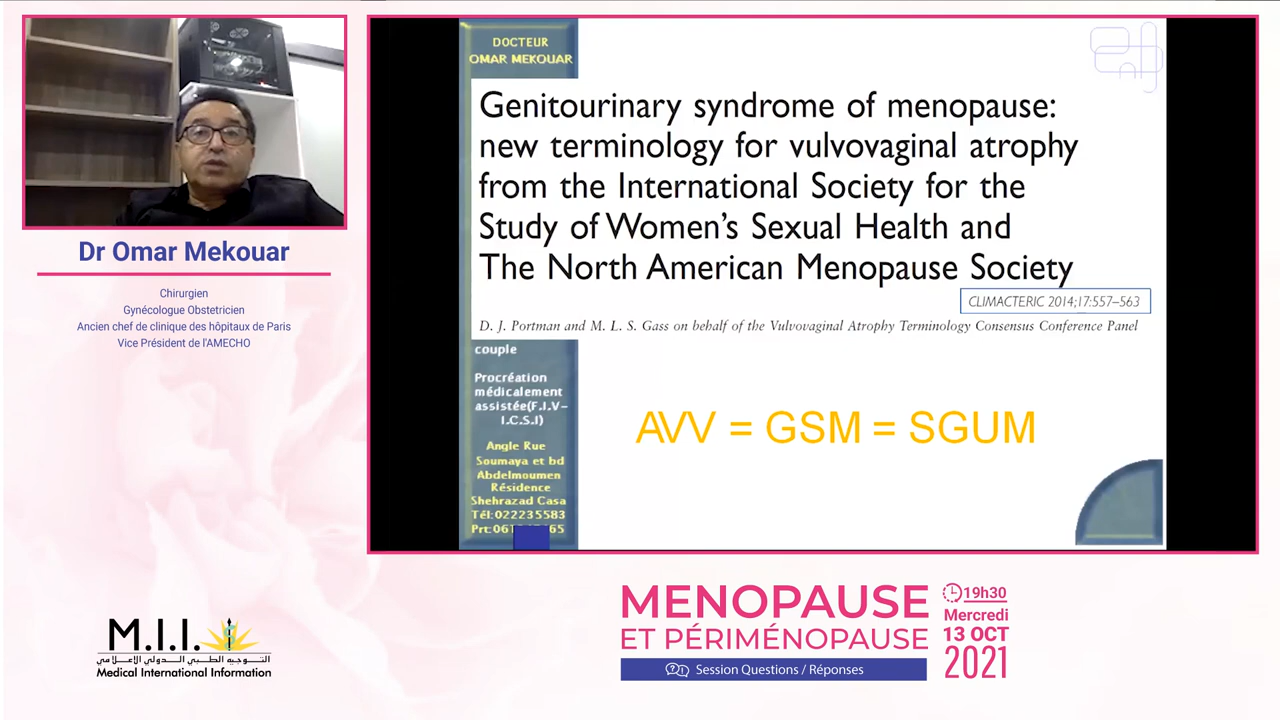 Dr Omar Mekouar
Chirurgien
Gynécologue Obstetricien
Ancien chef de clinique des hôpitaux de Paris
Vice Président de l'AMECHO
DOCTEUR
OMAR MEKOUAR
Genitourinary syndrome of menopause:
new terminology for vulvovaginal atrophy
from the International Society for the
Study of Women's Sexual Health and
The North American Menopause Society
CLIMACTERIC 2014;17:557–563
D. J. Portman and M. L. S. Gass on behalf of the Vulvovaginal Atrophy Terminology Consensus Conference Panel
couple
Procréation
médicalement
assistée(F.I.V-
I.C.S.I)
Angle Rue
Soumaya et bd
Abdelmoumen
Résidence
Shehrazad Casa
Tél:022235583
AVV = GSM = SGUM
M.I.I.
التوجيه الطبي الدولي الإعلامي
Medical International Information
MENOPAUSE
ET PÉRIMÉNOPAUSE
Session Questions / Réponses
19h30
Mercredi
13 OCT
2021